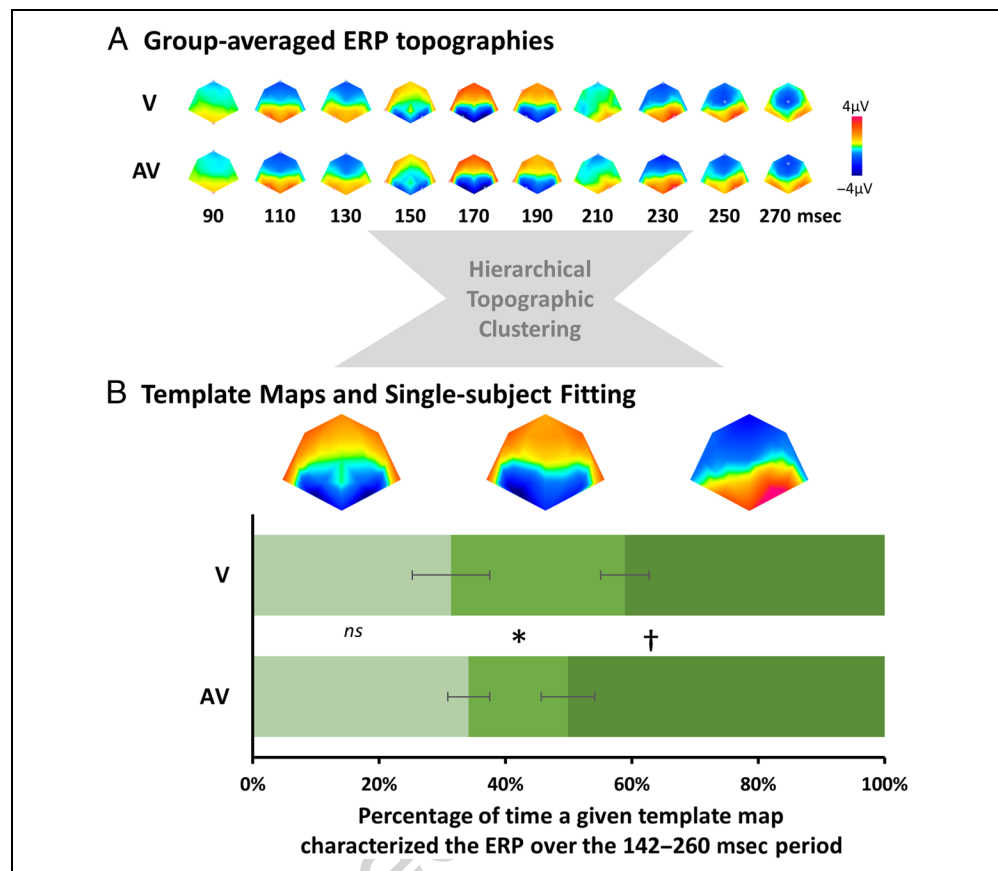 A Group-averaged ERP topographies
V
4µV
AV
−4µV
90 110 130 150 170 190 210 230 250 270 msec
Hierarchical
Topographic
Clustering
B Template Maps and Single-subject Fitting
V
ns * †
AV
0% 20% 40% 60% 80% 100%
Percentage of time a given template map
characterized the ERP over the 142–260 msec period